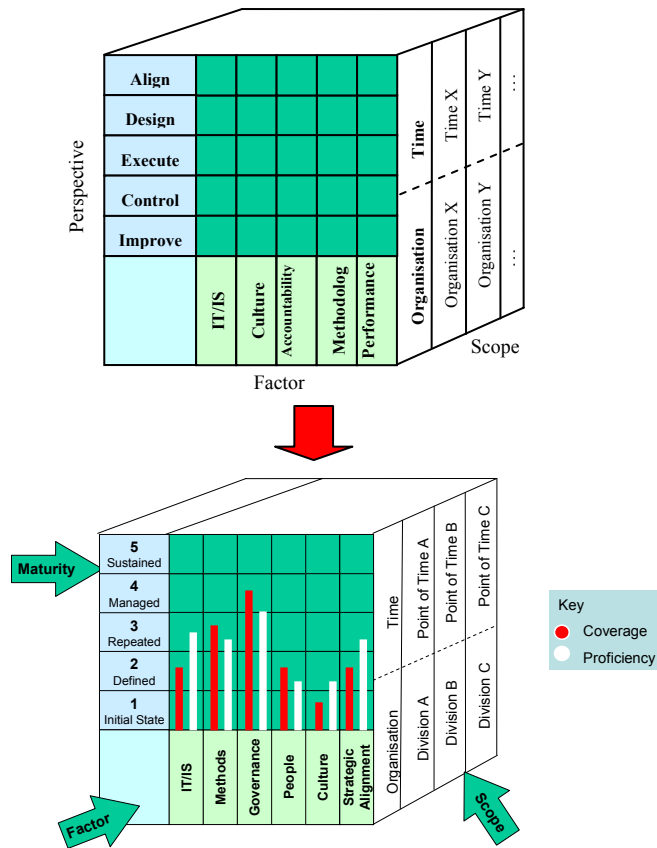 Align
Design
Execute
Control
Improve
Perspective
IT/IS
Culture
Accountability
Methodolog
Performance
Factor
Time
Time X
Time Y
...
Organisation
Organisation X
Organisation Y
...
Scope
Maturity
5
Sustained
4
Managed
3
Repeated
2
Defined
1
Initial State
IT/IS
Methods
Governance
People
Culture
Strategic
Alignment
Factor
Time
Point of Time A
Point of Time B
Point of Time C
Organisation
Division A
Division B
Division C
Scope
Key
Coverage
Proficiency